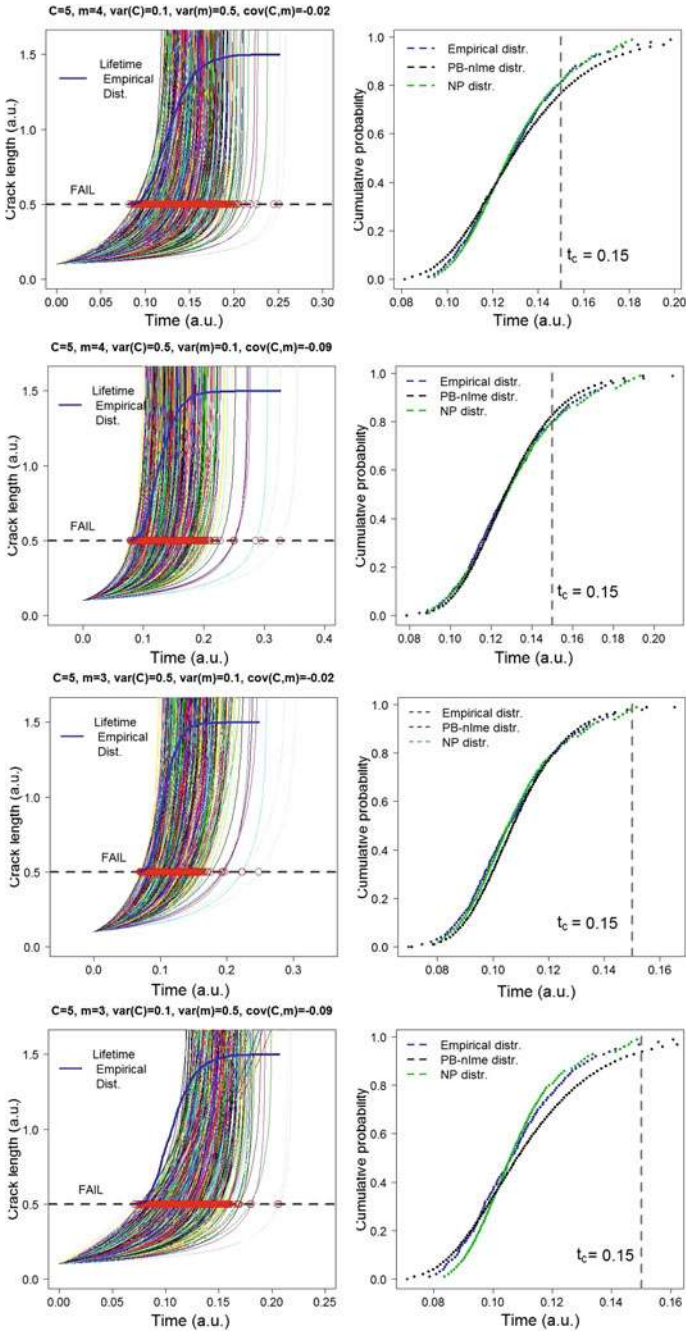 C=5, m=4, var(C)=0.1, var(m)=0.5, cov(C,m)=-0.02
Crack length (a.u.)
1.5
1.0
0.5
0.0
Lifetime
Empirical
Dist.
FAIL
0.00 0.05 0.10 0.15 0.20 0.25 0.30
Time (a.u.)
Cumulative probability
1.0
0.8
0.6
0.4
0.2
0.0
Empirical distr.
PB-nlme distr.
NP distr.
tc = 0.15
0.08 0.10 0.12 0.14 0.16 0.18 0.20
Time (a.u.)
C=5, m=4, var(C)=0.5, var(m)=0.1, cov(C,m)=-0.09
Crack length (a.u.)
1.5
1.0
0.5
0.0
Lifetime
Empirical
Dist.
FAIL
0.0 0.1 0.2 0.3 0.4
Time (a.u.)
Cumulative probability
1.0
0.8
0.6
0.4
0.2
0.0
Empirical distr.
PB-nlme distr.
NP distr.
tc = 0.15
0.08 0.10 0.12 0.14 0.16 0.18 0.20
Time (a.u.)
C=5, m=3, var(C)=0.5, var(m)=0.1, cov(C,m)=-0.02
Crack length (a.u.)
1.5
1.0
0.5
0.0
Lifetime
Empirical
Dist.
FAIL
0.0 0.1 0.2 0.3
Time (a.u.)
Cumulative probability
1.0
0.8
0.6
0.4
0.2
0.0
Empirical distr.
PB-nlme distr.
NP distr.
tc = 0.15
0.08 0.10 0.12 0.14 0.16
Time (a.u.)
C=5, m=3, var(C)=0.1, var(m)=0.5, cov(C,m)=-0.09
Crack length (a.u.)
1.5
1.0
0.5
0.0
Lifetime
Empirical
Dist.
FAIL
0.00 0.05 0.10 0.15 0.20 0.25
Time (a.u.)
Cumulative probability
1.0
0.8
0.6
0.4
0.2
0.0
Empirical distr.
PB-nlme distr.
NP distr.
tc= 0.15
0.08 0.10 0.12 0.14 0.16
Time (a.u.)